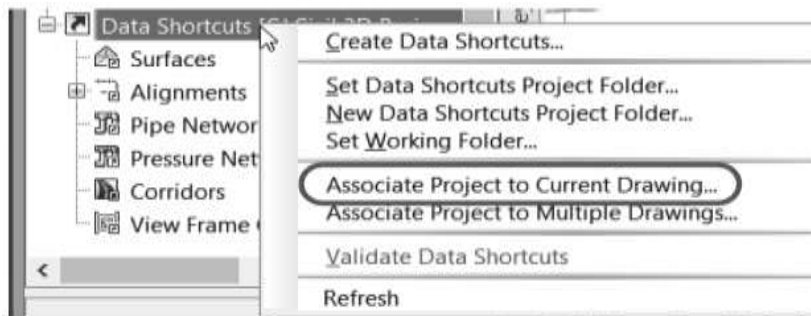 Data Shortcuts [C:\Civil 3D
Surfaces
Alignments
Pipe Networ
Pressure Net
Corridors
View Frame
Create Data Shortcuts...
Set Data Shortcuts Project Folder...
New Data Shortcuts Project Folder...
Set Working Folder...
Associate Project to Current Drawing...
Associate Project to Multiple Drawings...
Validate Data Shortcuts
Refresh